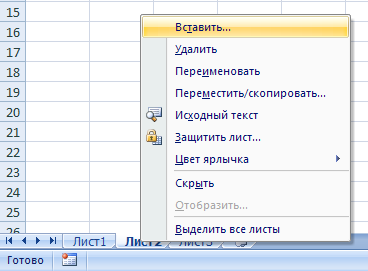 15
16
17
18
19
20
21
22
23
24
25
26
Вставить...
Удалить
Переименовать
Переместить/скопировать...
Исходный текст
Защитить лист...
Цвет ярлычка
Скрыть
Отобразить...
Выделить все листы
Лист1 Лист2 Лист3
Готово